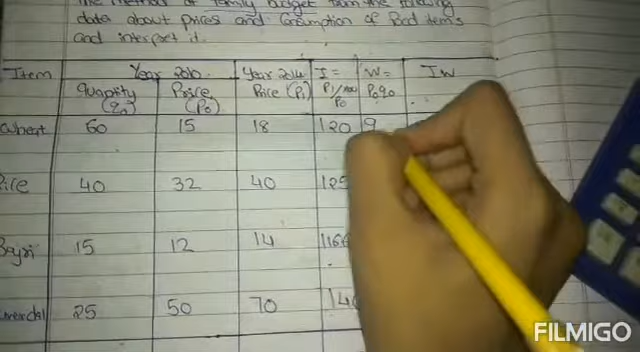 The Method of family budget from the following
data about prices and Consumption of food items
and interpret it.
Item Year 2010 Year 2014 I = W = IW
Quantity (q0) Price (P0) Price (P1) P1/P0 x100 P0q0
Wheat 60 15 18 120 9
Rice 40 32 40 125
Bajri 15 12 14 116
25 50 70 140
FILMIGO